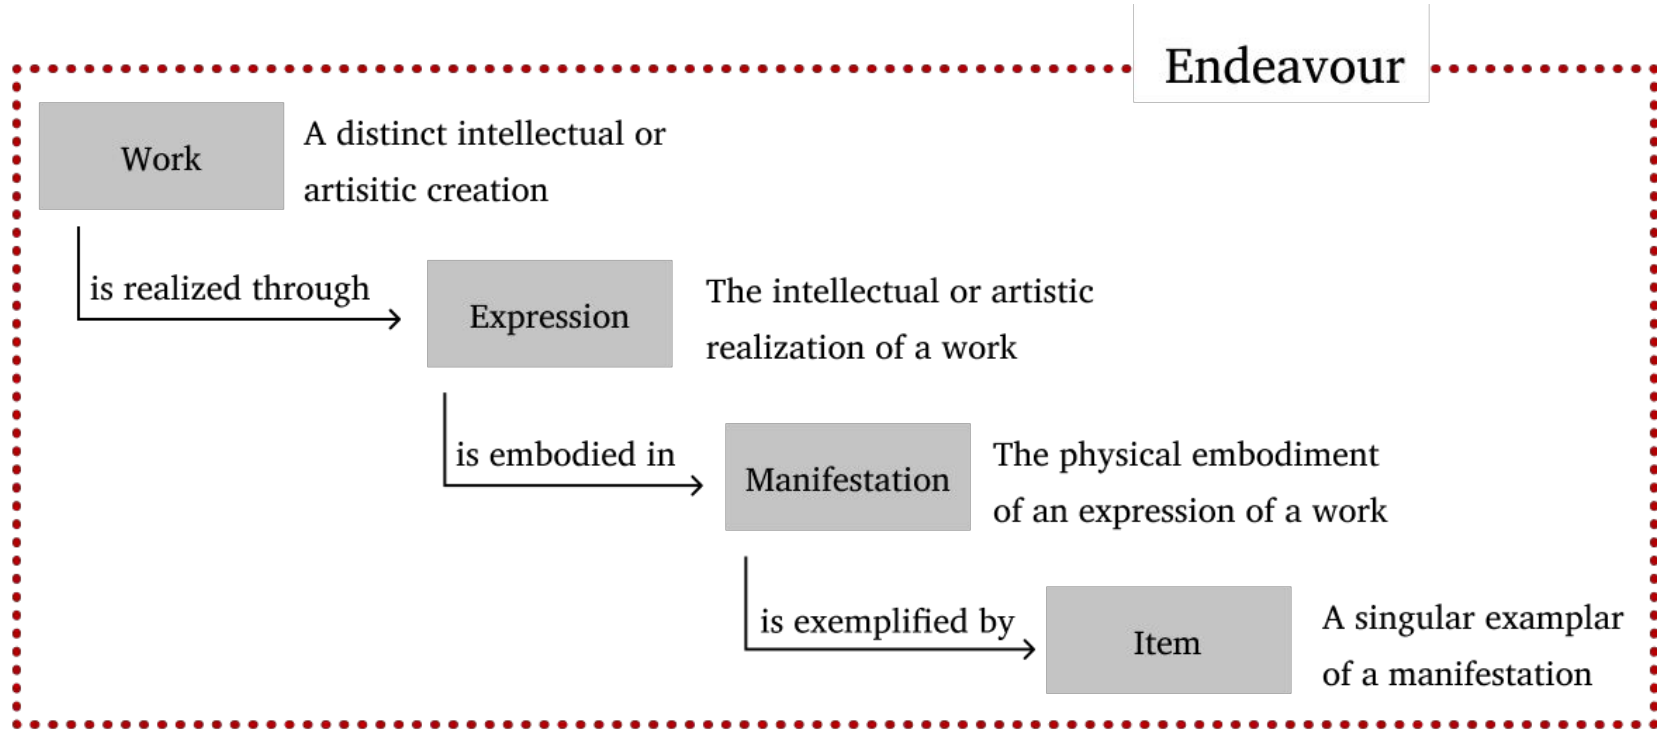 Endeavour
Work
A distinct intellectual or
artisitic creation
is realized through
Expression
The intellectual or artistic
realization of a work
is embodied in
Manifestation
The physical embodiment
of an expression of a work
is exemplified by
Item
A singular examplar
of a manifestation